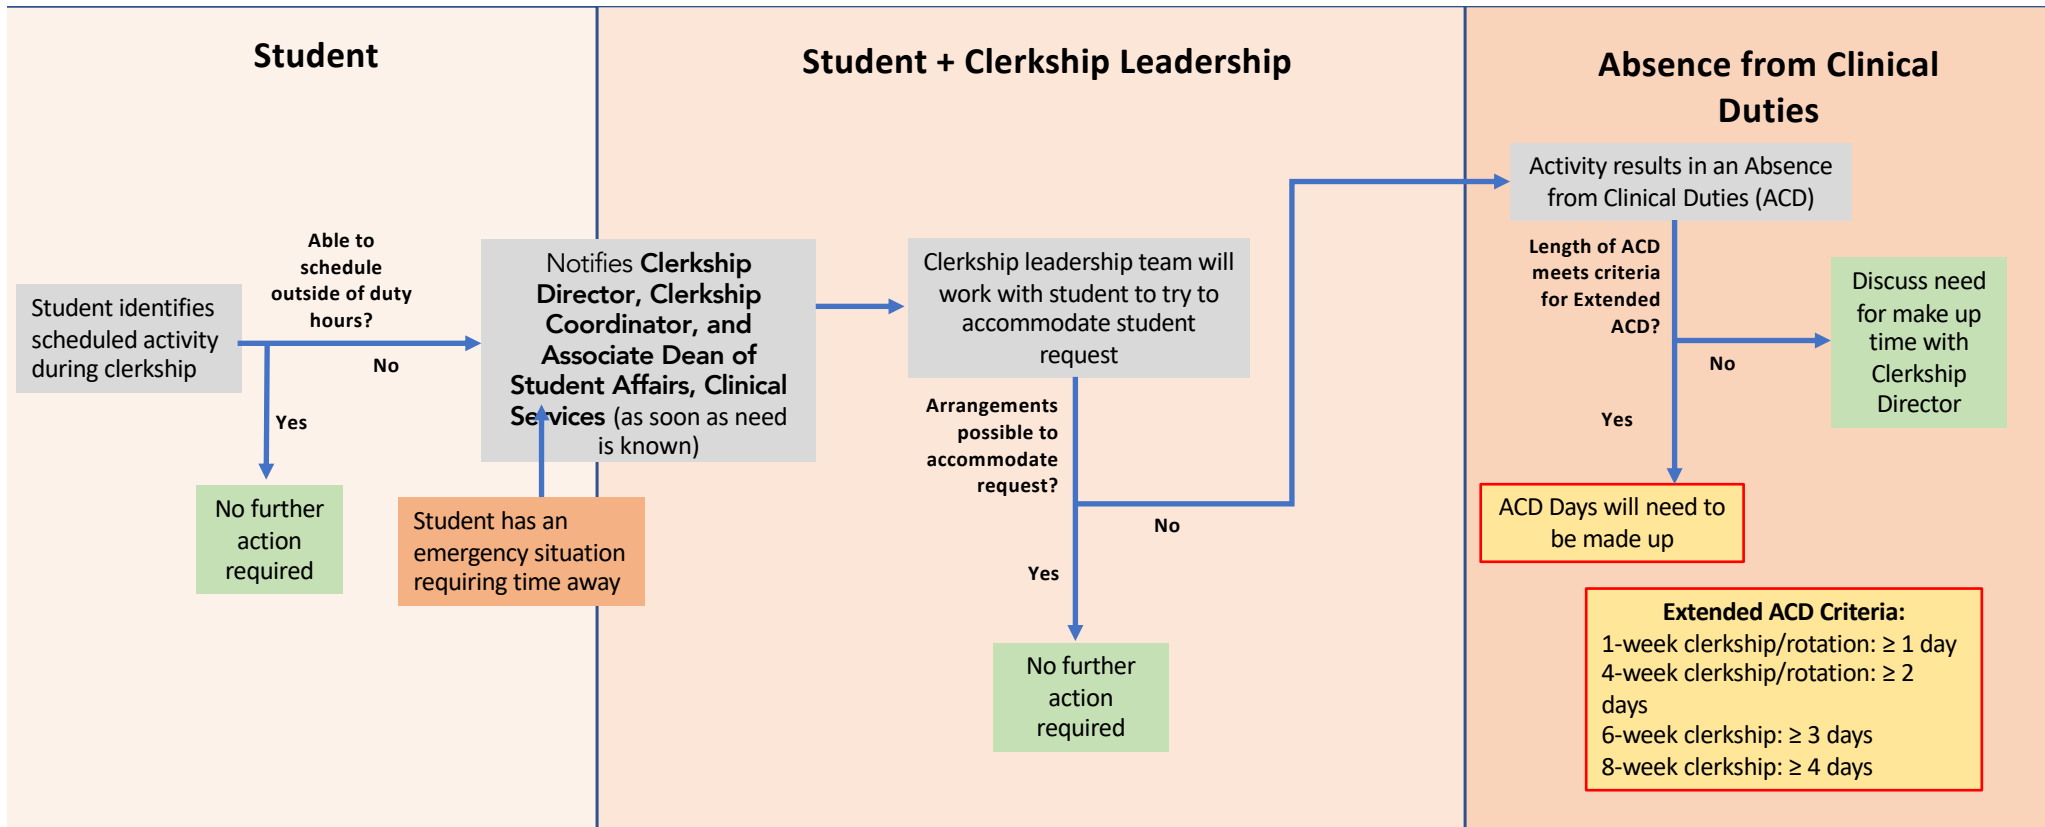 Student
Student identifies
scheduled activity
during clerkship
Able to
schedule
outside of duty
hours?
No
Yes
No further
action
required
Notifies Clerkship
Director, Clerkship
Coordinator, and
Associate Dean of
Student Affairs, Clinical
Services (as soon as need
is known)
Student has an
emergency situation
requiring time away
Student + Clerkship Leadership
Clerkship leadership team will
work with student to try to
accommodate student
request
Arrangements
possible to
accommodate
request?
No
Yes
No further
action
required
Absence from Clinical
Duties
Activity results in an Absence
from Clinical Duties (ACD)
Length of ACD
meets criteria
for Extended
ACD?
No
Discuss need
for make up
time with
Clerkship
Director
Yes
ACD Days will need to
be made up
Extended ACD Criteria:
1-week clerkship/rotation: ≥ 1 day
4-week clerkship/rotation: ≥ 2
days
6-week clerkship: ≥ 3 days
8-week clerkship: ≥ 4 days